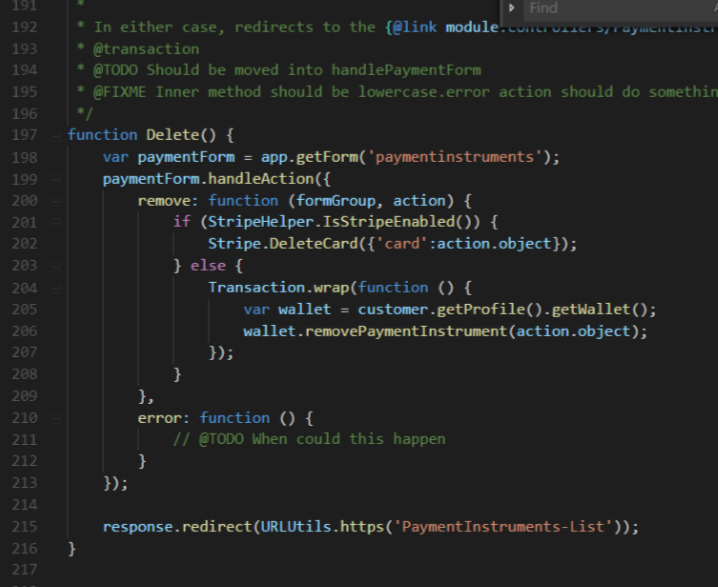 191 *
Find
192 * In either case, redirects to the {@link module:controllers/PaymentInstr
193 * @transaction
194 * @TODO Should be moved into handlePaymentForm
195 * @FIXME Inner method should be lowercase.error action should do somethin
196 */
197 function Delete() {
198 var paymentForm = app.getForm('paymentinstruments');
199 paymentForm.handleAction({
200 remove: function (formGroup, action) {
201 if (StripeHelper.IsStripeEnabled()) {
202 Stripe.DeleteCard({'card':action.object});
203 } else {
204 Transaction.wrap(function () {
205 var wallet = customer.getProfile().getWallet();
206 wallet.removePaymentInstrument(action.object);
207 });
208 }
209 },
210 error: function () {
211 // @TODO When could this happen
212 }
213 });
214
215 response.redirect(URLUtils.https('PaymentInstruments-List'));
216 }
217